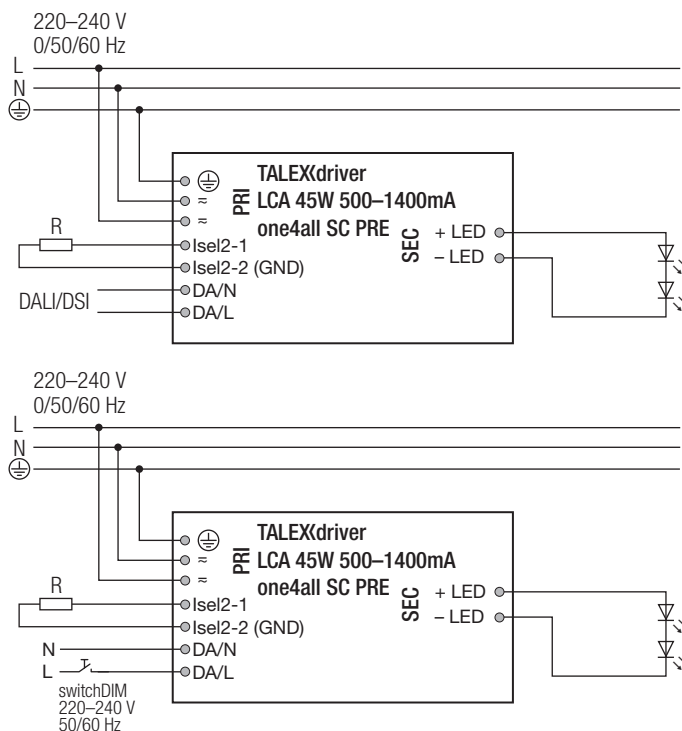 220–240 V
0/50/60 Hz
L
N
TALEXXdriver
LCA 45W 500–1400mA
one4all SC PRE
PRI
≂
≂
SEC
+ LED
– LED
R
Isel2-1
Isel2-2 (GND)
DALI/DSI
DA/N
DA/L
220–240 V
0/50/60 Hz
L
N
TALEXXdriver
LCA 45W 500–1400mA
one4all SC PRE
PRI
≂
≂
SEC
+ LED
– LED
R
Isel2-1
Isel2-2 (GND)
N
DA/N
L
DA/L
switchDIM
220–240 V
50/60 Hz